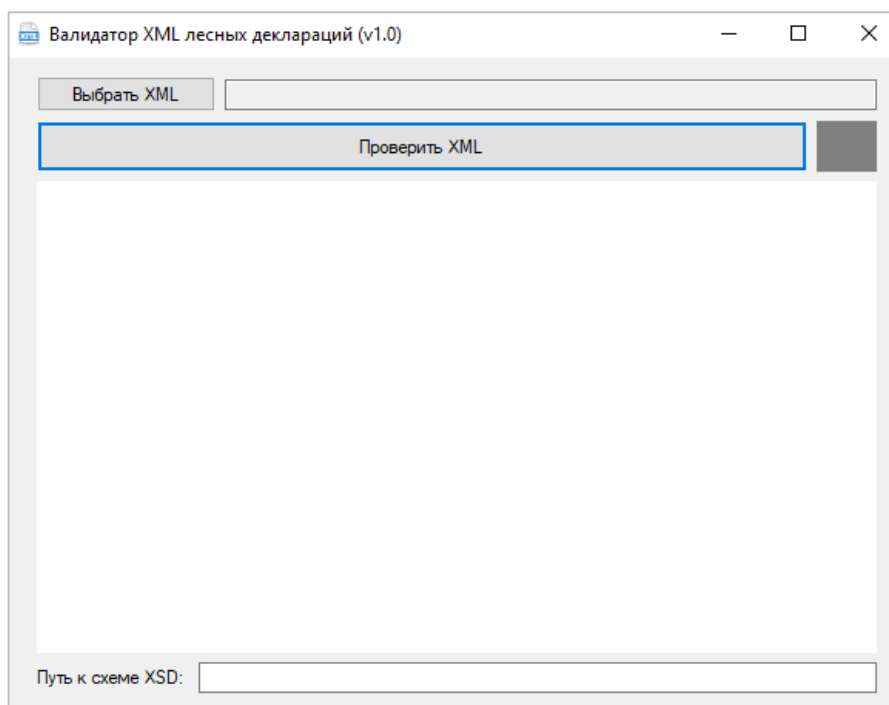 Валидатор XML лесных деклараций (v1.0)
Выбрать XML
Проверить XML
Путь к схеме XSD: